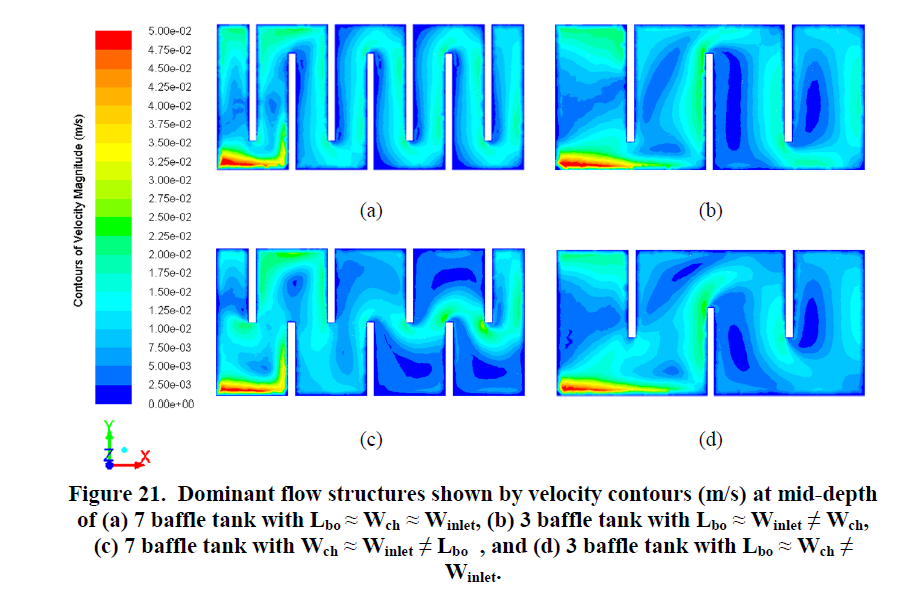 Contours of Velocity Magnitude (m/s)
5.00e-02
4.75e-02
4.50e-02
4.25e-02
4.00e-02
3.75e-02
3.50e-02
3.25e-02
3.00e-02
2.75e-02
2.50e-02
2.25e-02
2.00e-02
1.75e-02
1.50e-02
1.25e-02
1.00e-02
7.50e-03
5.00e-03
2.50e-03
0.00e+00
Y
Z
X
(a)
(b)
(c)
(d)
Figure 21. Dominant flow structures shown by velocity contours (m/s) at mid-depth
of (a) 7 baffle tank with Lbo ≈ Wch ≈ Winlet, (b) 3 baffle tank with Lbo ≈ Winlet ≠ Wch,
(c) 7 baffle tank with Wch ≈ Winlet ≠ Lbo , and (d) 3 baffle tank with Lbo ≈ Wch ≠
Winlet.